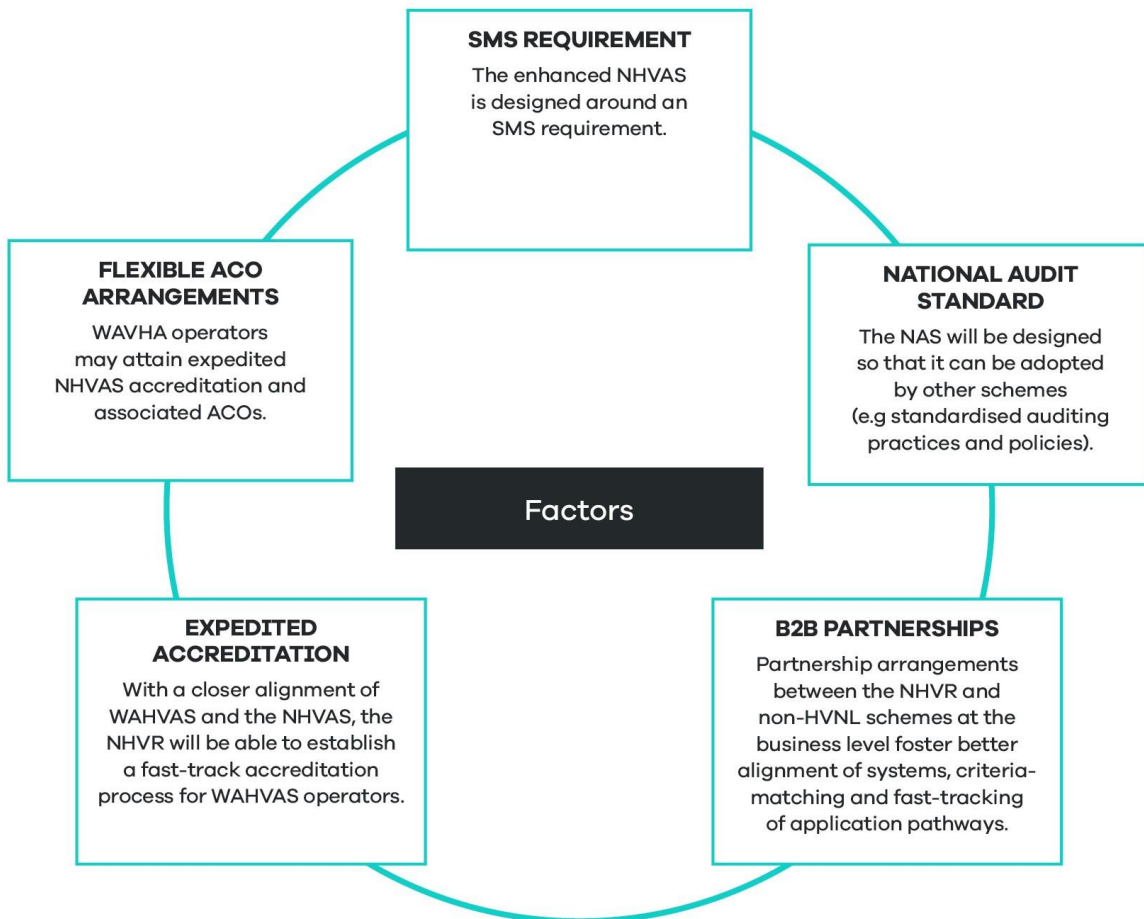 SMS REQUIREMENT
The enhanced NHVAS
is designed around an
SMS requirement.
FLEXIBLE ACO
ARRANGEMENTS
WAVHA operators
may attain expedited
NHVAS accreditation and
associated ACOs.
NATIONAL AUDIT
STANDARD
The NAS will be designed
so that it can be adopted
by other schemes
(e.g standardised auditing
practices and policies).
Factors
EXPEDITED
ACCREDITATION
With a closer alignment of
WAHVAS and the NHVAS, the
NHVR will be able to establish
a fast-track accreditation
process for WAHVAS operators.
B2B PARTNERSHIPS
Partnership arrangements
between the NHVR and
non-HVNL schemes at the
business level foster better
alignment of systems, criteria-
matching and fast-tracking
of application pathways.